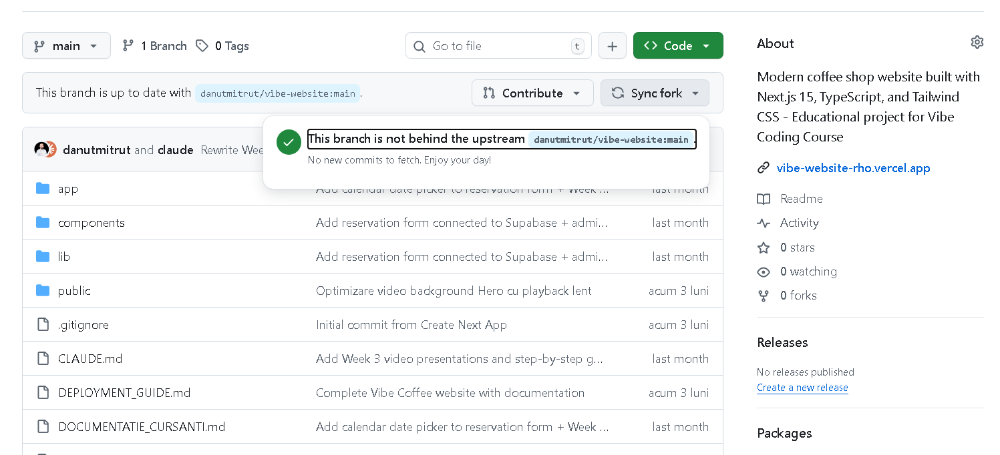 main
1 Branch
0 Tags
Go to file
t
Code
This branch is up to date with danutmitrut/vibe-website:main.
Contribute
Sync fork
This branch is not behind the upstream danutmitrut/vibe-website:main.
No new commits to fetch. Enjoy your day!
danutmitrut and claude Rewrite Wee
app Add calendar date picker to reservation form + Week ... last month
components Add reservation form connected to Supabase + admi... last month
lib Add reservation form connected to Supabase + admi... last month
public Optimizare video background Hero cu playback lent acum 3 luni
.gitignore Initial commit from Create Next App acum 3 luni
CLAUDE.md Add Week 3 video presentations and step-by-step g... last month
DEPLOYMENT_GUIDE.md Complete Vibe Coffee website with documentation acum 3 luni
DOCUMENTATIE_CURSANTI.md Add calendar date picker to reservation form + Week ... last month
About
Modern coffee shop website built with
Next.js 15, TypeScript, and Tailwind
CSS - Educational project for Vibe
Coding Course
vibe-website-rho.vercel.app
Readme
Activity
0 stars
0 watching
0 forks
Releases
No releases published
Create a new release
Packages